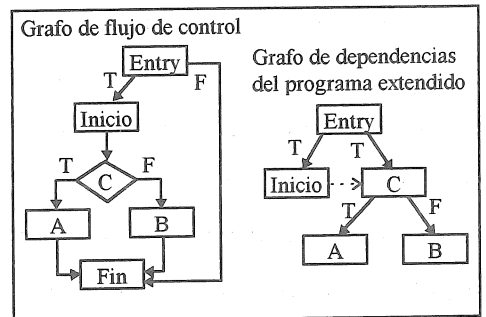 Grafo de flujo de control
Entry
T
F
Inicio
T
F
C
A
B
Fin
Grafo de dependencias
del programa extendido
Entry
T
T
Inicio
C
T
F
A
B